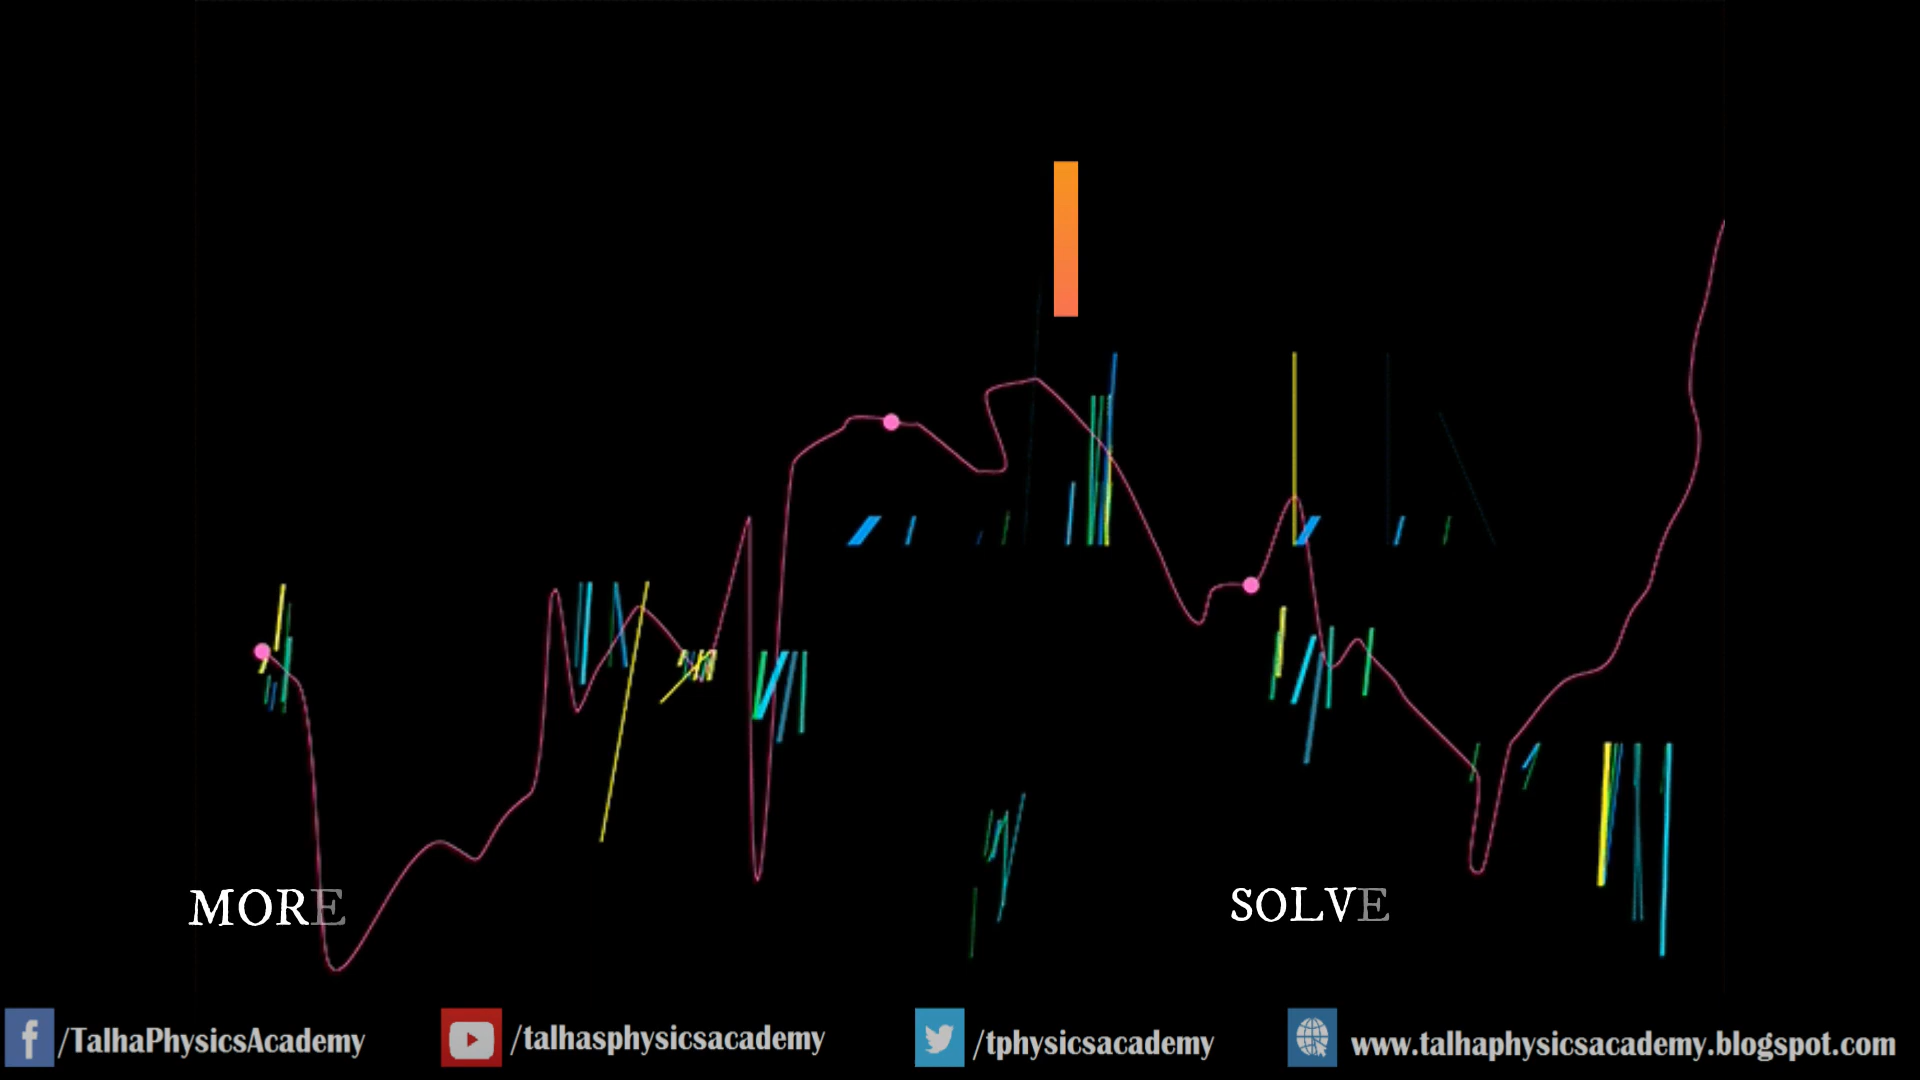 MORE
SOLVE
/TalhaPhysicsAcademy
/talhasphysicsacademy
/tphysicsacademy
www.talhaphysicsacademy.blogspot.com